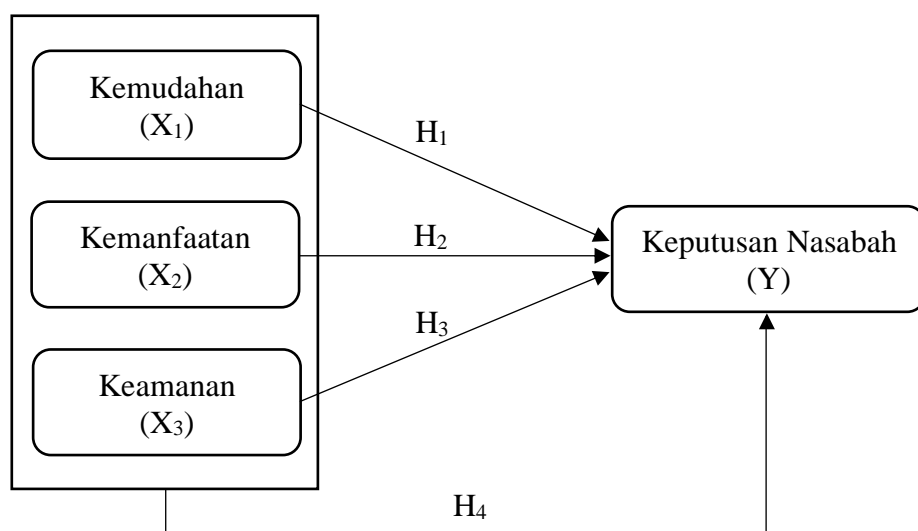 Kemudahan
(X₁)
H₁
Kemanfaatan
(X₂)
H₂
Keputusan Nasabah
(Y)
H₃
Keamanan
(X₃)
H₄